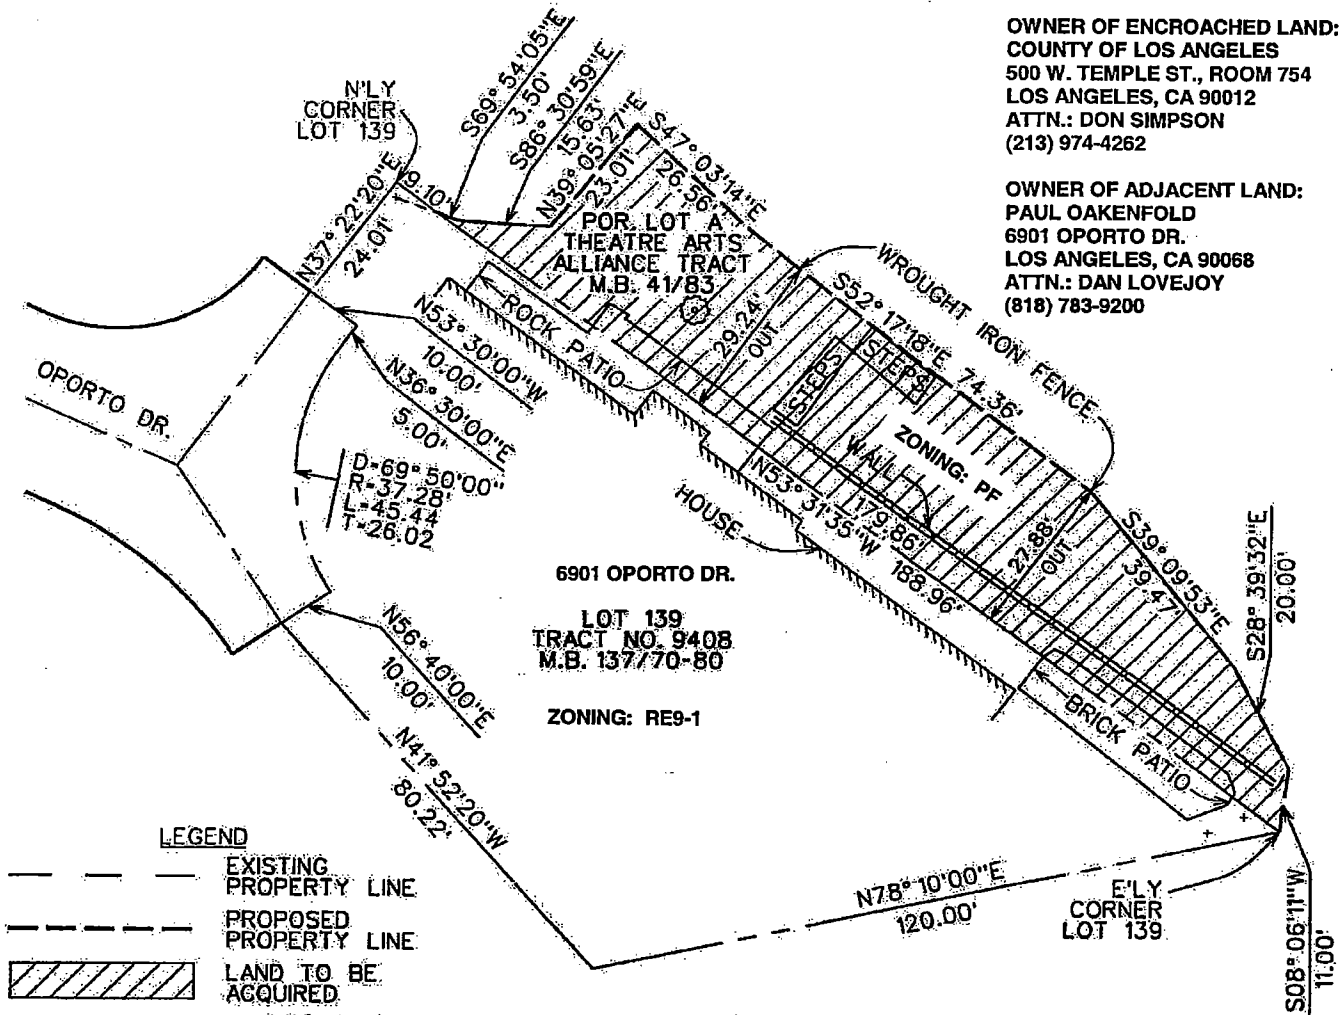 OWNER OF ENCROACHED LAND:
COUNTY OF LOS ANGELES
500 W. TEMPLE ST., ROOM 754
LOS ANGELES, CA 90012
ATTN.: DON SIMPSON
(213) 974-4262
OWNER OF ADJACENT LAND:
PAUL OAKENFOLD
6901 OPORTO DR.
LOS ANGELES, CA 90068
ATTN.: DAN LOVEJOY
(818) 783-9200
N'LY
CORNER
LOT 139
S69° 54'05"E
3.50'
S86° 30'59"E
15.63'
N39° 05'27"E
23.01'
S47° 03'14"E
26.56'
N37° 22'20"E
24.01'
9.10'
POR. LOT A
THEATRE ARTS
ALLIANCE TRACT
M.B. 41/83
WROUGHT IRON FENCE
S52° 17'18"E 74.36'
29.24'
OUT
STEPS
STEPS
ROCK PATIO
N53° 30'00"W
10.00'
N36° 30'00"E
5.00'
OPORTO DR.
D=69° 50'00"
R=37.28'
L=45.44
T=26.02
ZONING: PF
WALL
HOUSE
N53° 31'35"W
179.86'
188.96'
27.88'
OUT
S39° 09'53"E
39.47'
S28° 39'32"E
20.00'
6901 OPORTO DR.
LOT 139
TRACT NO. 9408
M.B. 137/70-80
ZONING: RE9-1
N56° 40'00"E
10.00'
BRICK PATIO
N41° 52'20"W
80.22'
N78° 10'00"E
120.00'
E'LY
CORNER
LOT 139
S08° 06'11"W
11.00'
LEGEND
EXISTING
PROPERTY LINE
PROPOSED
PROPERTY LINE
LAND TO BE
ACQUIRED